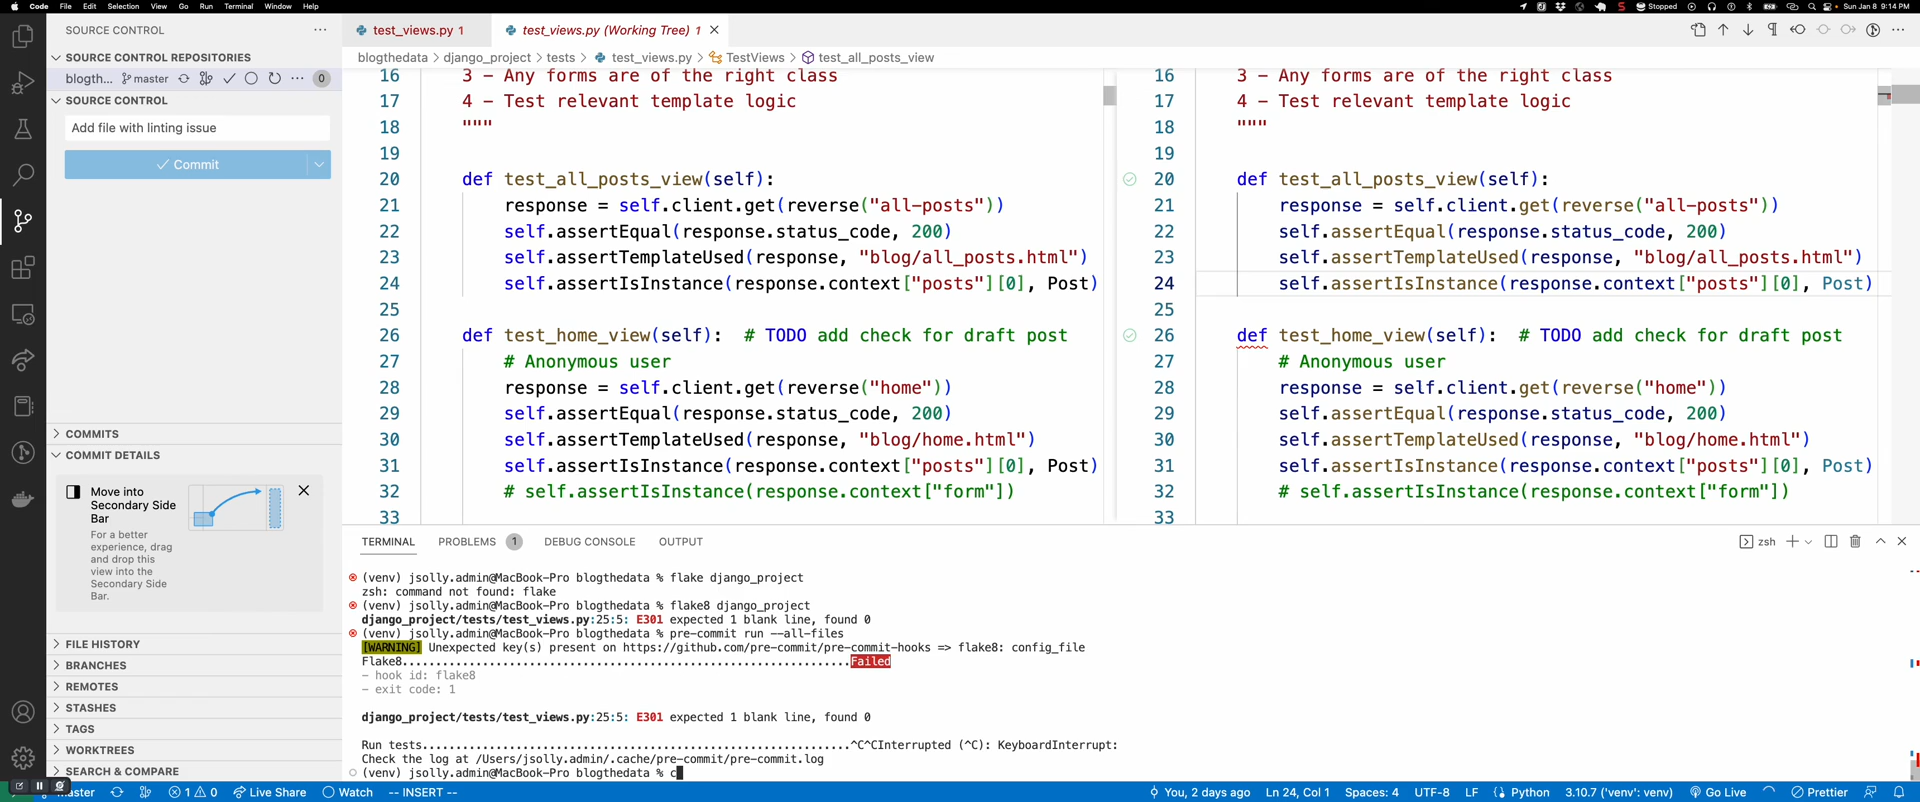 Code File Edit Selection View Go Run Terminal Window Help
Stopped Sun Jan 8 9:14 PM
SOURCE CONTROL
SOURCE CONTROL REPOSITORIES
blogth... master 0
SOURCE CONTROL
Add file with linting issue
Commit
COMMITS
COMMIT DETAILS
Move into
Secondary Side
Bar
For a better
experience, drag
and drop this
view into the
Secondary Side
Bar.
FILE HISTORY
BRANCHES
REMOTES
STASHES
TAGS
WORKTREES
SEARCH & COMPARE
test_views.py 1
test_views.py (Working Tree) 1
blogthedata > django_project > tests > test_views.py > TestViews > test_all_posts_view
16 3 - Any forms are of the right class
17 4 - Test relevant template logic
18 """
19
20 def test_all_posts_view(self):
21 response = self.client.get(reverse("all-posts"))
22 self.assertEqual(response.status_code, 200)
23 self.assertTemplateUsed(response, "blog/all_posts.html")
24 self.assertIsInstance(response.context["posts"][0], Post)
25
26 def test_home_view(self): # TODO add check for draft post
27 # Anonymous user
28 response = self.client.get(reverse("home"))
29 self.assertEqual(response.status_code, 200)
30 self.assertTemplateUsed(response, "blog/home.html")
31 self.assertIsInstance(response.context["posts"][0], Post)
32 # self.assertIsInstance(response.context["form"])
33
16 3 - Any forms are of the right class
17 4 - Test relevant template logic
18 """
19
20 def test_all_posts_view(self):
21 response = self.client.get(reverse("all-posts"))
22 self.assertEqual(response.status_code, 200)
23 self.assertTemplateUsed(response, "blog/all_posts.html")
24 self.assertIsInstance(response.context["posts"][0], Post)
25
26 def test_home_view(self): # TODO add check for draft post
27 # Anonymous user
28 response = self.client.get(reverse("home"))
29 self.assertEqual(response.status_code, 200)
30 self.assertTemplateUsed(response, "blog/home.html")
31 self.assertIsInstance(response.context["posts"][0], Post)
32 # self.assertIsInstance(response.context["form"])
33
TERMINAL PROBLEMS 1 DEBUG CONSOLE OUTPUT
zsh
(venv) jsolly.admin@MacBook-Pro blogthedata % flake django_project
zsh: command not found: flake
(venv) jsolly.admin@MacBook-Pro blogthedata % flake8 django_project
django_project/tests/test_views.py:25:5: E301 expected 1 blank line, found 0
(venv) jsolly.admin@MacBook-Pro blogthedata % pre-commit run --all-files
[WARNING] Unexpected key(s) present on https://github.com/pre-commit/pre-commit-hooks => flake8: config_file
Flake8...................................................................Failed
- hook id: flake8
- exit code: 1
django_project/tests/test_views.py:25:5: E301 expected 1 blank line, found 0
Run tests................................................................^C^CInterrupted (^C): KeyboardInterrupt:
Check the log at /Users/jsolly.admin/.cache/pre-commit/pre-commit.log
(venv) jsolly.admin@MacBook-Pro blogthedata % c
master 1 0 Live Share Watch -- INSERT -- You, 2 days ago Ln 24, Col 1 Spaces: 4 UTF-8 LF Python 3.10.7 ('venv': venv) Go Live Prettier